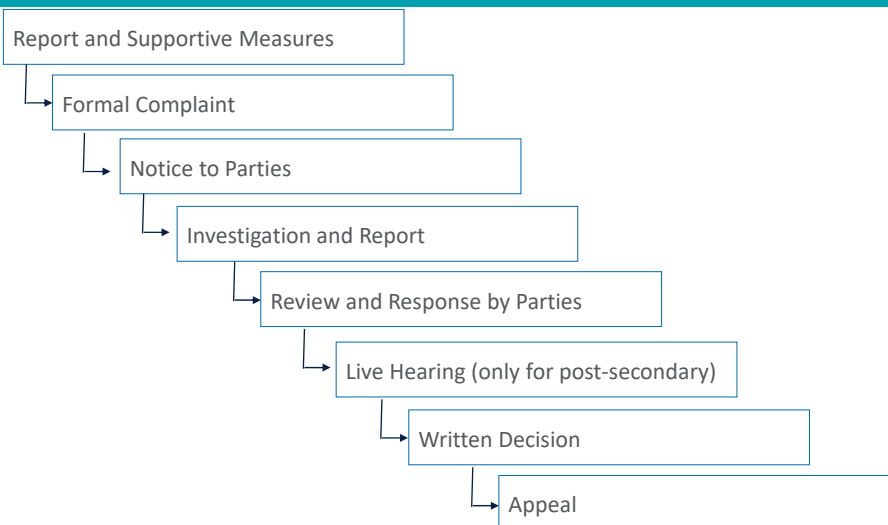 Report and Supportive Measures
Formal Complaint
Notice to Parties
Investigation and Report
Review and Response by Parties
Live Hearing (only for post-secondary)
Written Decision
Appeal